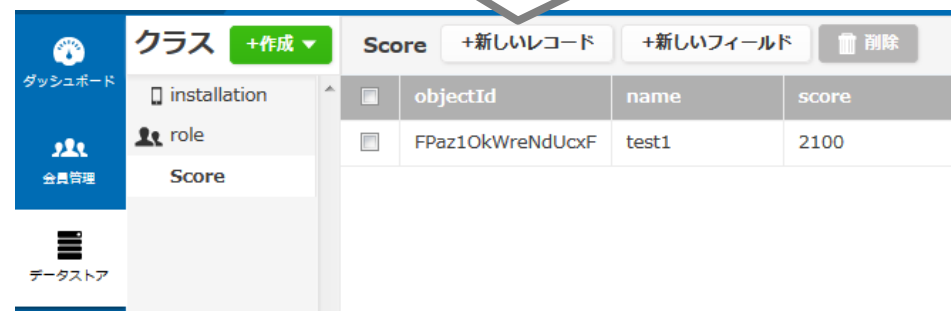 ダッシュボード
会員管理
データストア
クラス +作成 ▼
installation
role
Score
Score +新しいレコード +新しいフィールド 削除
objectId name score
FPaz1OkWreNdUcxF test1 2100